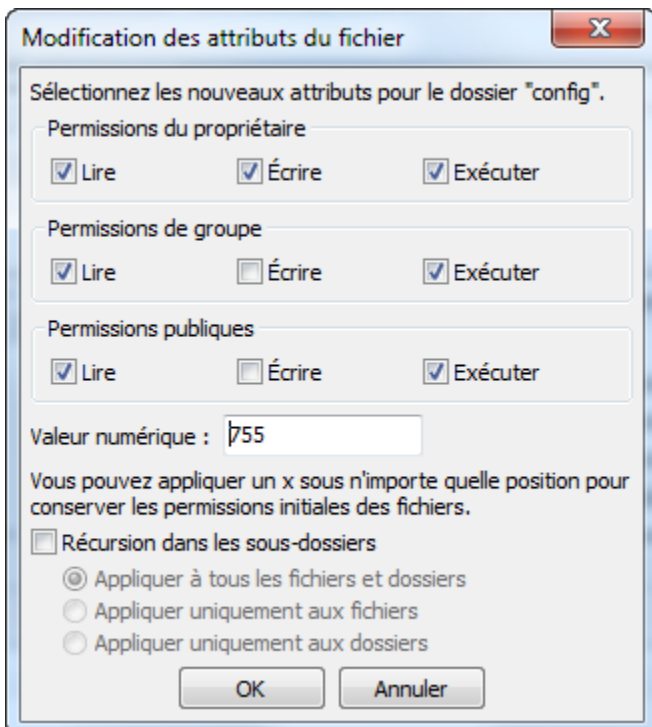 Modification des attributs du fichier
Sélectionnez les nouveaux attributs pour le dossier "config".
Permissions du propriétaire
Lire Écrire Exécuter
Permissions de groupe
Lire Écrire Exécuter
Permissions publiques
Lire Écrire Exécuter
Valeur numérique : 755
Vous pouvez appliquer un x sous n'importe quelle position pour
conserver les permissions initiales des fichiers.
Récursion dans les sous-dossiers
Appliquer à tous les fichiers et dossiers
Appliquer uniquement aux fichiers
Appliquer uniquement aux dossiers
OK Annuler